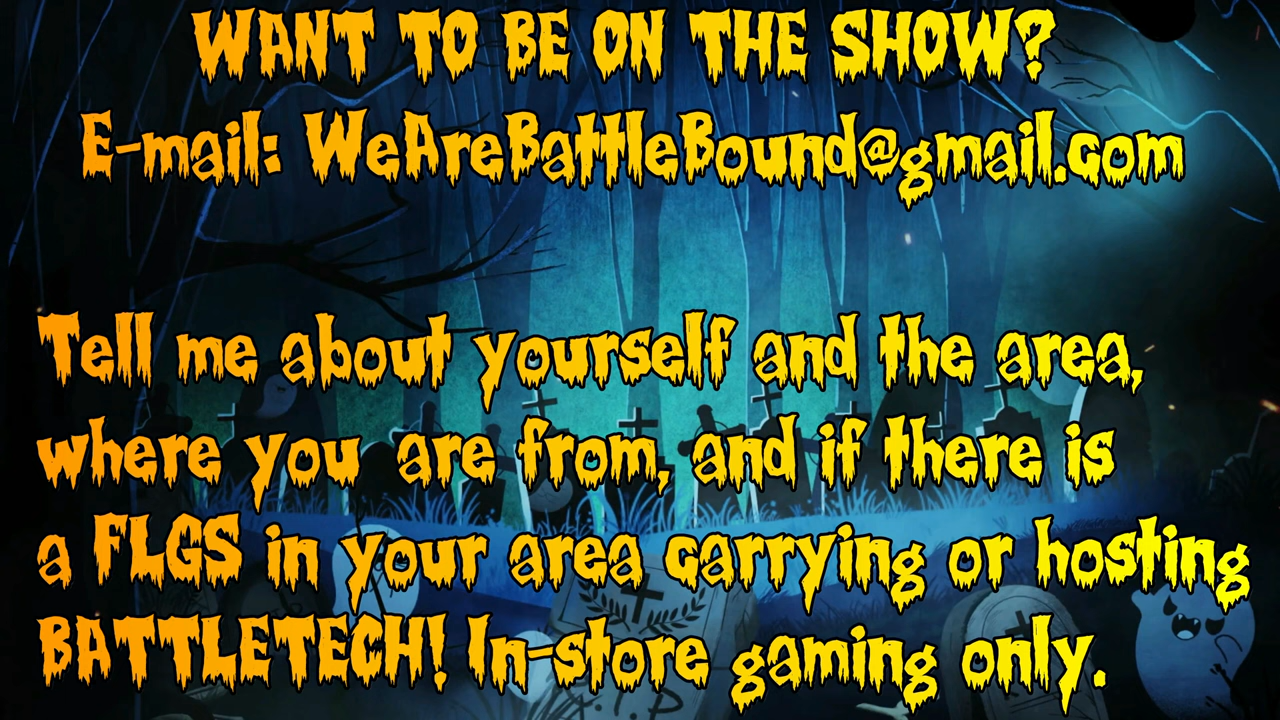 WANT TO BE ON THE SHOW?
E-mail: WeAreBattleBound@gmail.com
Tell me about yourself and the area,
where you are from, and if there is
a FLGS in your area carrying or hosting
BATTLETECH! In-store gaming only.
R.I.P